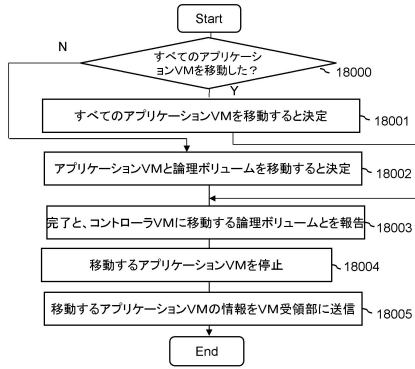 Start
すべてのアプリケーシ
ョンVMを移動した？
18000
N
Y
すべてのアプリケーションVMを移動すると決定
18001
アプリケーションVMと論理ボリュームを移動すると決定
18002
完了と、コントローラVMに移動する論理ボリュームとを報告
18003
移動するアプリケーションVMを停止
18004
移動するアプリケーションVMの情報をVM受領部に送信
18005
End